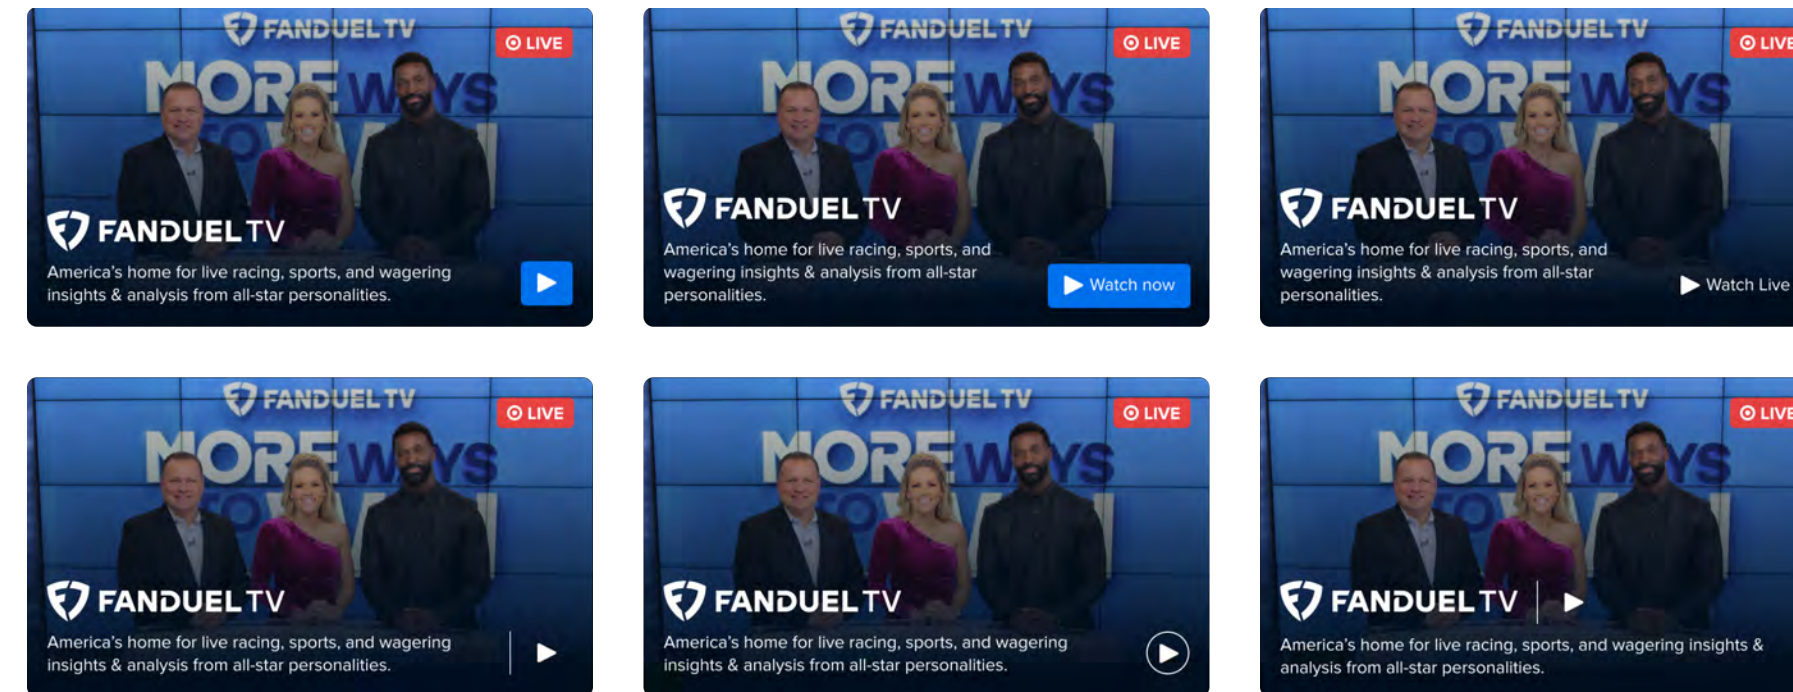 FANDUEL TV
LIVE
MORE WAYS
TO
FANDUEL TV
America's home for live racing, sports, and wagering
insights & analysis from all-star personalities.
FANDUEL TV
LIVE
MORE WAYS
TO
FANDUEL TV
America's home for live racing, sports, and
wagering insights & analysis from all-star
personalities.
Watch now
FANDUEL TV
LIVE
MORE WAYS
TO
FANDUEL TV
America's home for live racing, sports, and
wagering insights & analysis from all-star
personalities.
Watch Live
FANDUEL TV
LIVE
MORE WAYS
TO
FANDUEL TV
America's home for live racing, sports, and wagering
insights & analysis from all-star personalities.
FANDUEL TV
LIVE
MORE WAYS
TO
FANDUEL TV
America's home for live racing, sports, and wagering
insights & analysis from all-star personalities.
FANDUEL TV
LIVE
MORE WAYS
TO
FANDUEL TV
America's home for live racing, sports, and wagering insights &
analysis from all-star personalities.